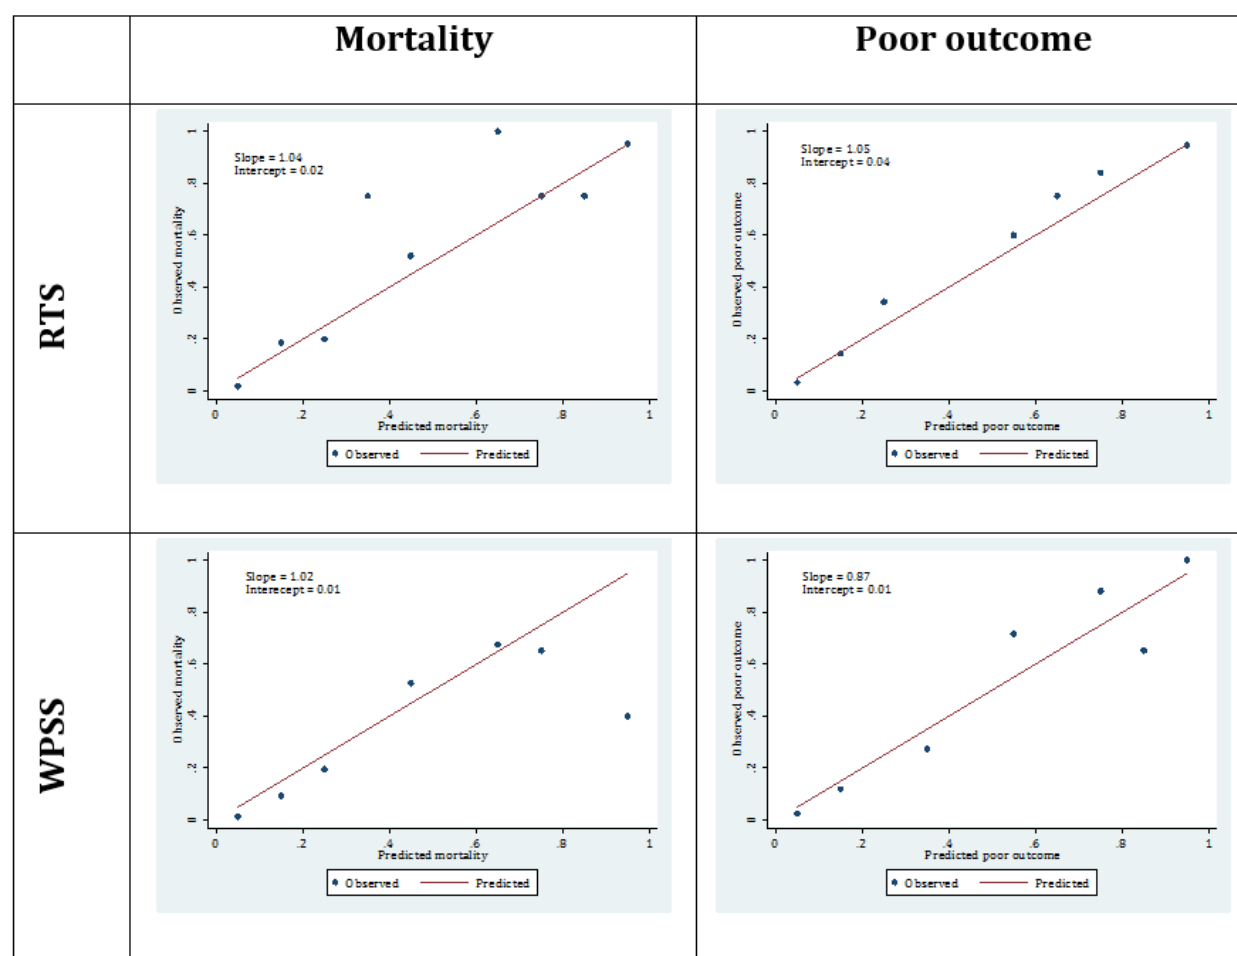 Mortality
Poor outcome
RTS
Slope = 1.04
Intercept = 0.02
Observed mortality
0
.2
.4
.6
.8
1
0
.2
.4
.6
.8
1
Predicted mortality
Observed
Predicted
Slope = 1.05
Intercept = 0.04
Observed poor outcome
0
.2
.4
.6
.8
1
0
.2
.4
.6
.8
1
Predicted poor outcome
Observed
Predicted
WPSS
Slope = 1.02
Interecept = 0.01
Observed mortality
0
.2
.4
.6
.8
1
0
.2
.4
.6
.8
1
Predicted mortality
Observed
Predicted
Slope = 0.87
Intercept = 0.01
Observed poor outcome
0
.2
.4
.6
.8
1
0
.2
.4
.6
.8
1
Predicted poor outcome
Observed
Predicted